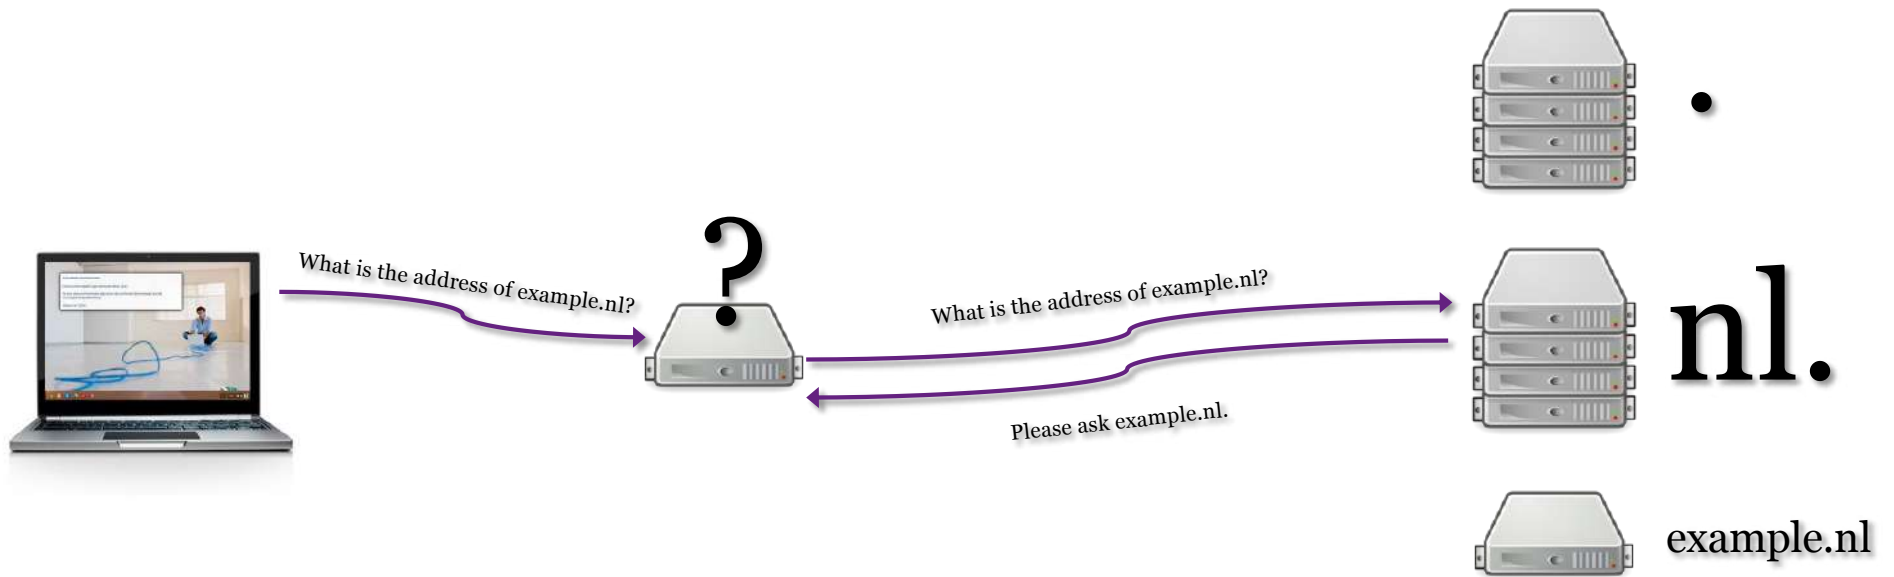 .
?
What is the address of example.nl?
What is the address of example.nl?
nl.
Please ask example.nl.
example.nl